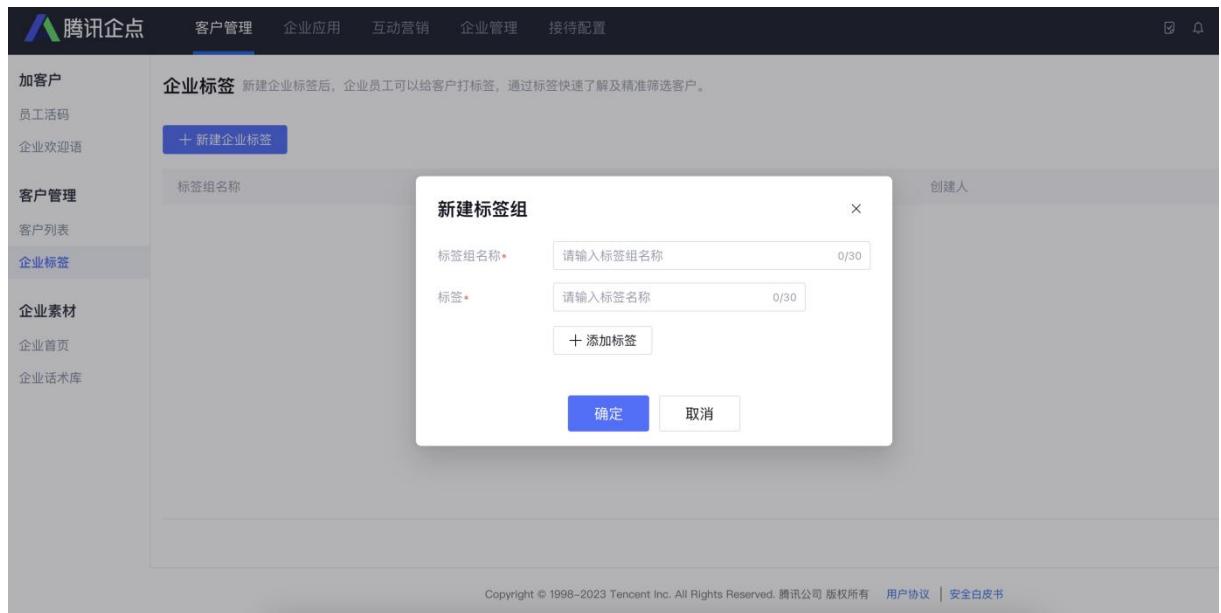 腾讯企点
客户管理 企业应用 互动营销 企业管理 接待配置
加客户
员工活码
企业欢迎语
客户管理
客户列表
企业标签
企业素材
企业首页
企业话术库
企业标签 新建企业标签后，企业员工可以给客户打标签，通过标签快速了解及精准筛选客户。
+ 新建企业标签
标签组名称 创建人
新建标签组
标签组名称* 请输入标签组名称 0/30
标签* 请输入标签名称 0/30
+ 添加标签
确定 取消
Copyright © 1998-2023 Tencent Inc. All Rights Reserved. 腾讯公司 版权所有 用户协议 | 安全白皮书